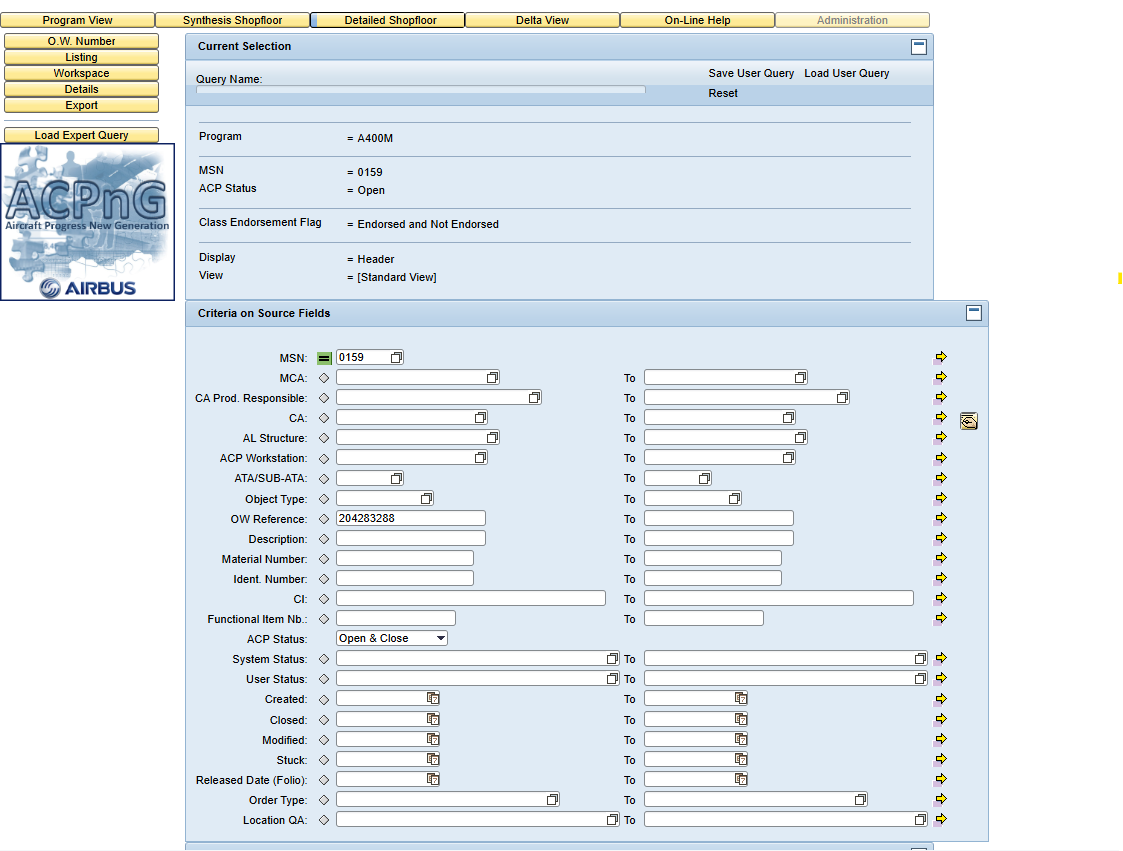 Program View Synthesis Shopfloor Detailed Shopfloor Delta View On-Line Help Administration
O.W. Number
Listing
Workspace
Details
Export
Load Expert Query
ACPnG
Aircraft Progress New Generation
AIRBUS
Current Selection
Query Name:
Save User Query Load User Query
Reset
Program = A400M
MSN = 0159
ACP Status = Open
Class Endorsement Flag = Endorsed and Not Endorsed
Display = Header
View = [Standard View]
Criteria on Source Fields
MSN: 0159
MCA: To
CA Prod. Responsible: To
CA: To
AL Structure: To
ACP Workstation: To
ATA/SUB-ATA: To
Object Type: To
OW Reference: 204283288 To
Description: To
Material Number: To
Ident. Number: To
CI: To
Functional Item Nb.: To
ACP Status: Open & Close
System Status: To
User Status: To
Created: To
Closed: To
Modified: To
Stuck: To
Released Date (Folio): To
Order Type: To
Location QA: To